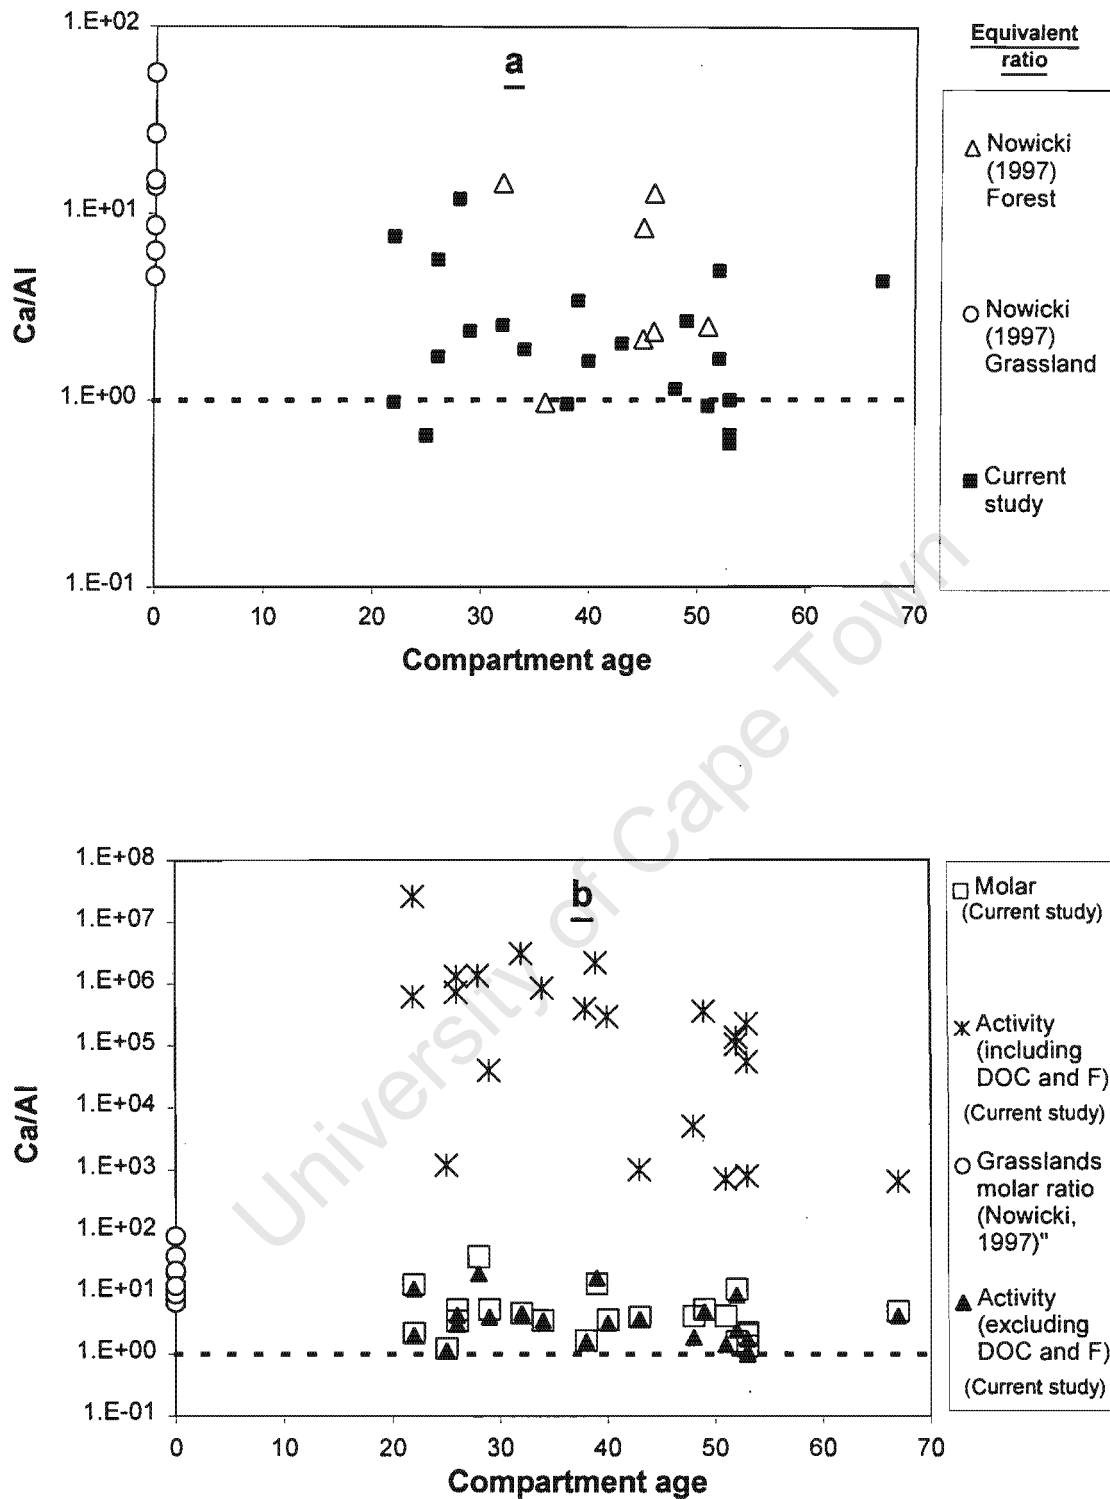 1.E+02
1.E+01
1.E+00
1.E-01
Ca/Al
a
0 10 20 30 40 50 60 70
Compartment age
Equivalent
ratio
Nowicki
(1997)
Forest
Nowicki
(1997)
Grassland
Current
study
University of Cape Town
1.E+08
1.E+07
1.E+06
1.E+05
1.E+04
1.E+03
1.E+02
1.E+01
1.E+00
1.E-01
Ca/Al
b
0 10 20 30 40 50 60 70
Compartment age
Molar
(Current study)
Activity
(including
DOC and F)
(Current study)
Grasslands
molar ratio
(Nowicki,
1997)"
Activity
(excluding
DOC and F)
(Current study)